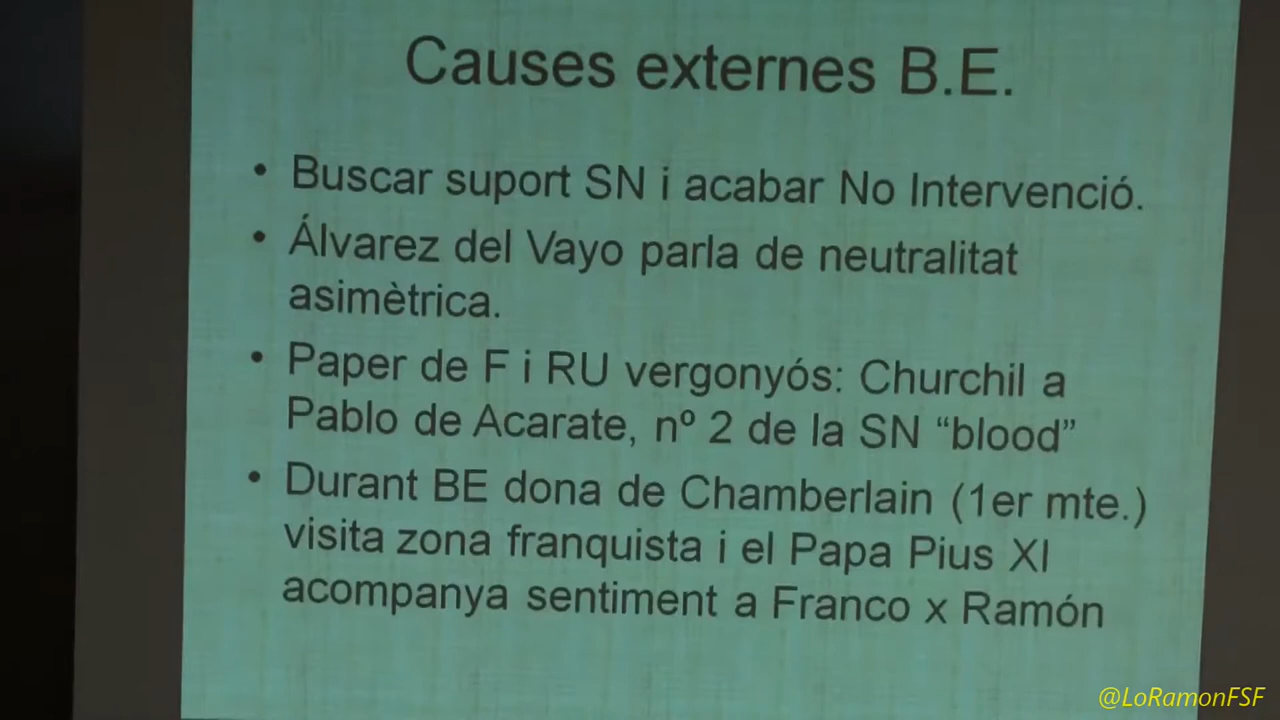 Causes externes B.E.
• Buscar suport SN i acabar No Intervenció.
• Álvarez del Vayo parla de neutralitat
asimètrica.
• Paper de F i RU vergonyós: Churchil a
Pablo de Acarate, nº 2 de la SN “blood”
• Durant BE dona de Chamberlain (1er mte.)
visita zona franquista i el Papa Pius XI
acompanya sentiment a Franco x Ramón
@LoRamonFSF